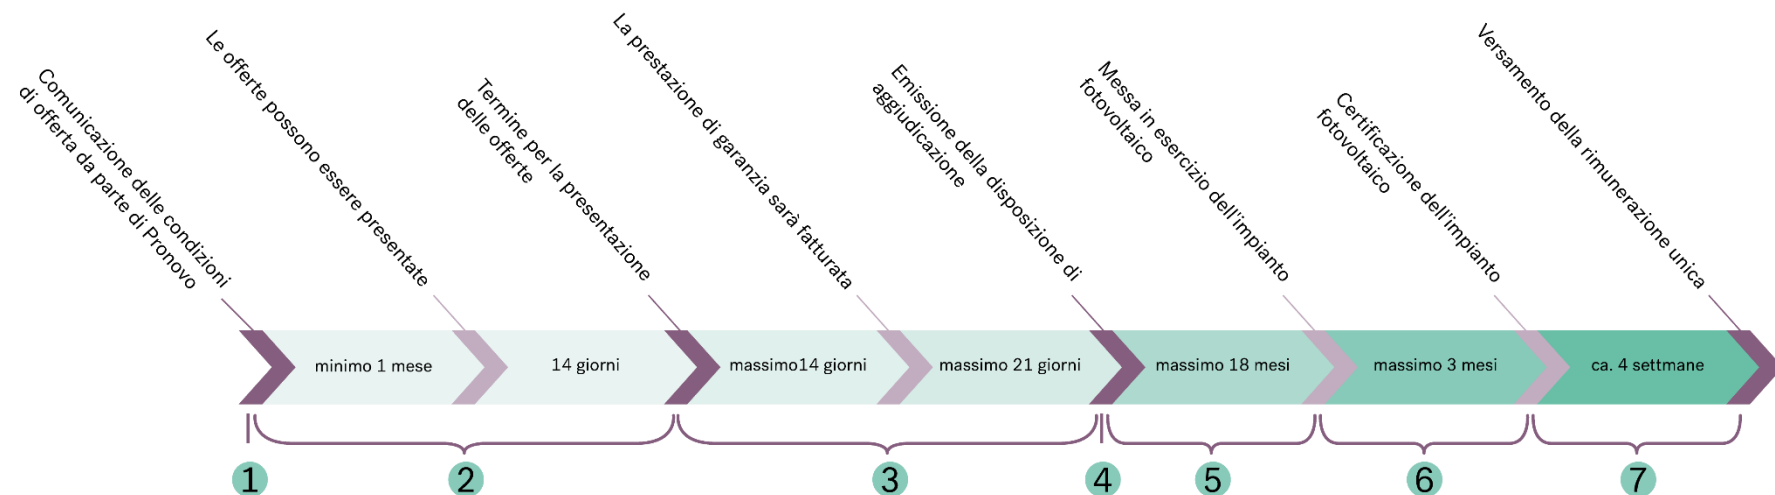 Comunicazione delle condizioni
di offerta da parte di Pronovo
Le offerte possono essere presentate
Termine per la presentazione
delle offerte
La prestazione di garanzia sarà fatturata
Emissione della disposizione di
aggiudicazione
Messa in esercizio dell'impianto
fotovoltaico
Certificazione dell'impianto
fotovoltaico
Versamento della rimunerazione unica
minimo 1 mese
14 giorni
massimo14 giorni
massimo 21 giorni
massimo 18 mesi
massimo 3 mesi
ca. 4 settmane
1
2
3
4
5
6
7